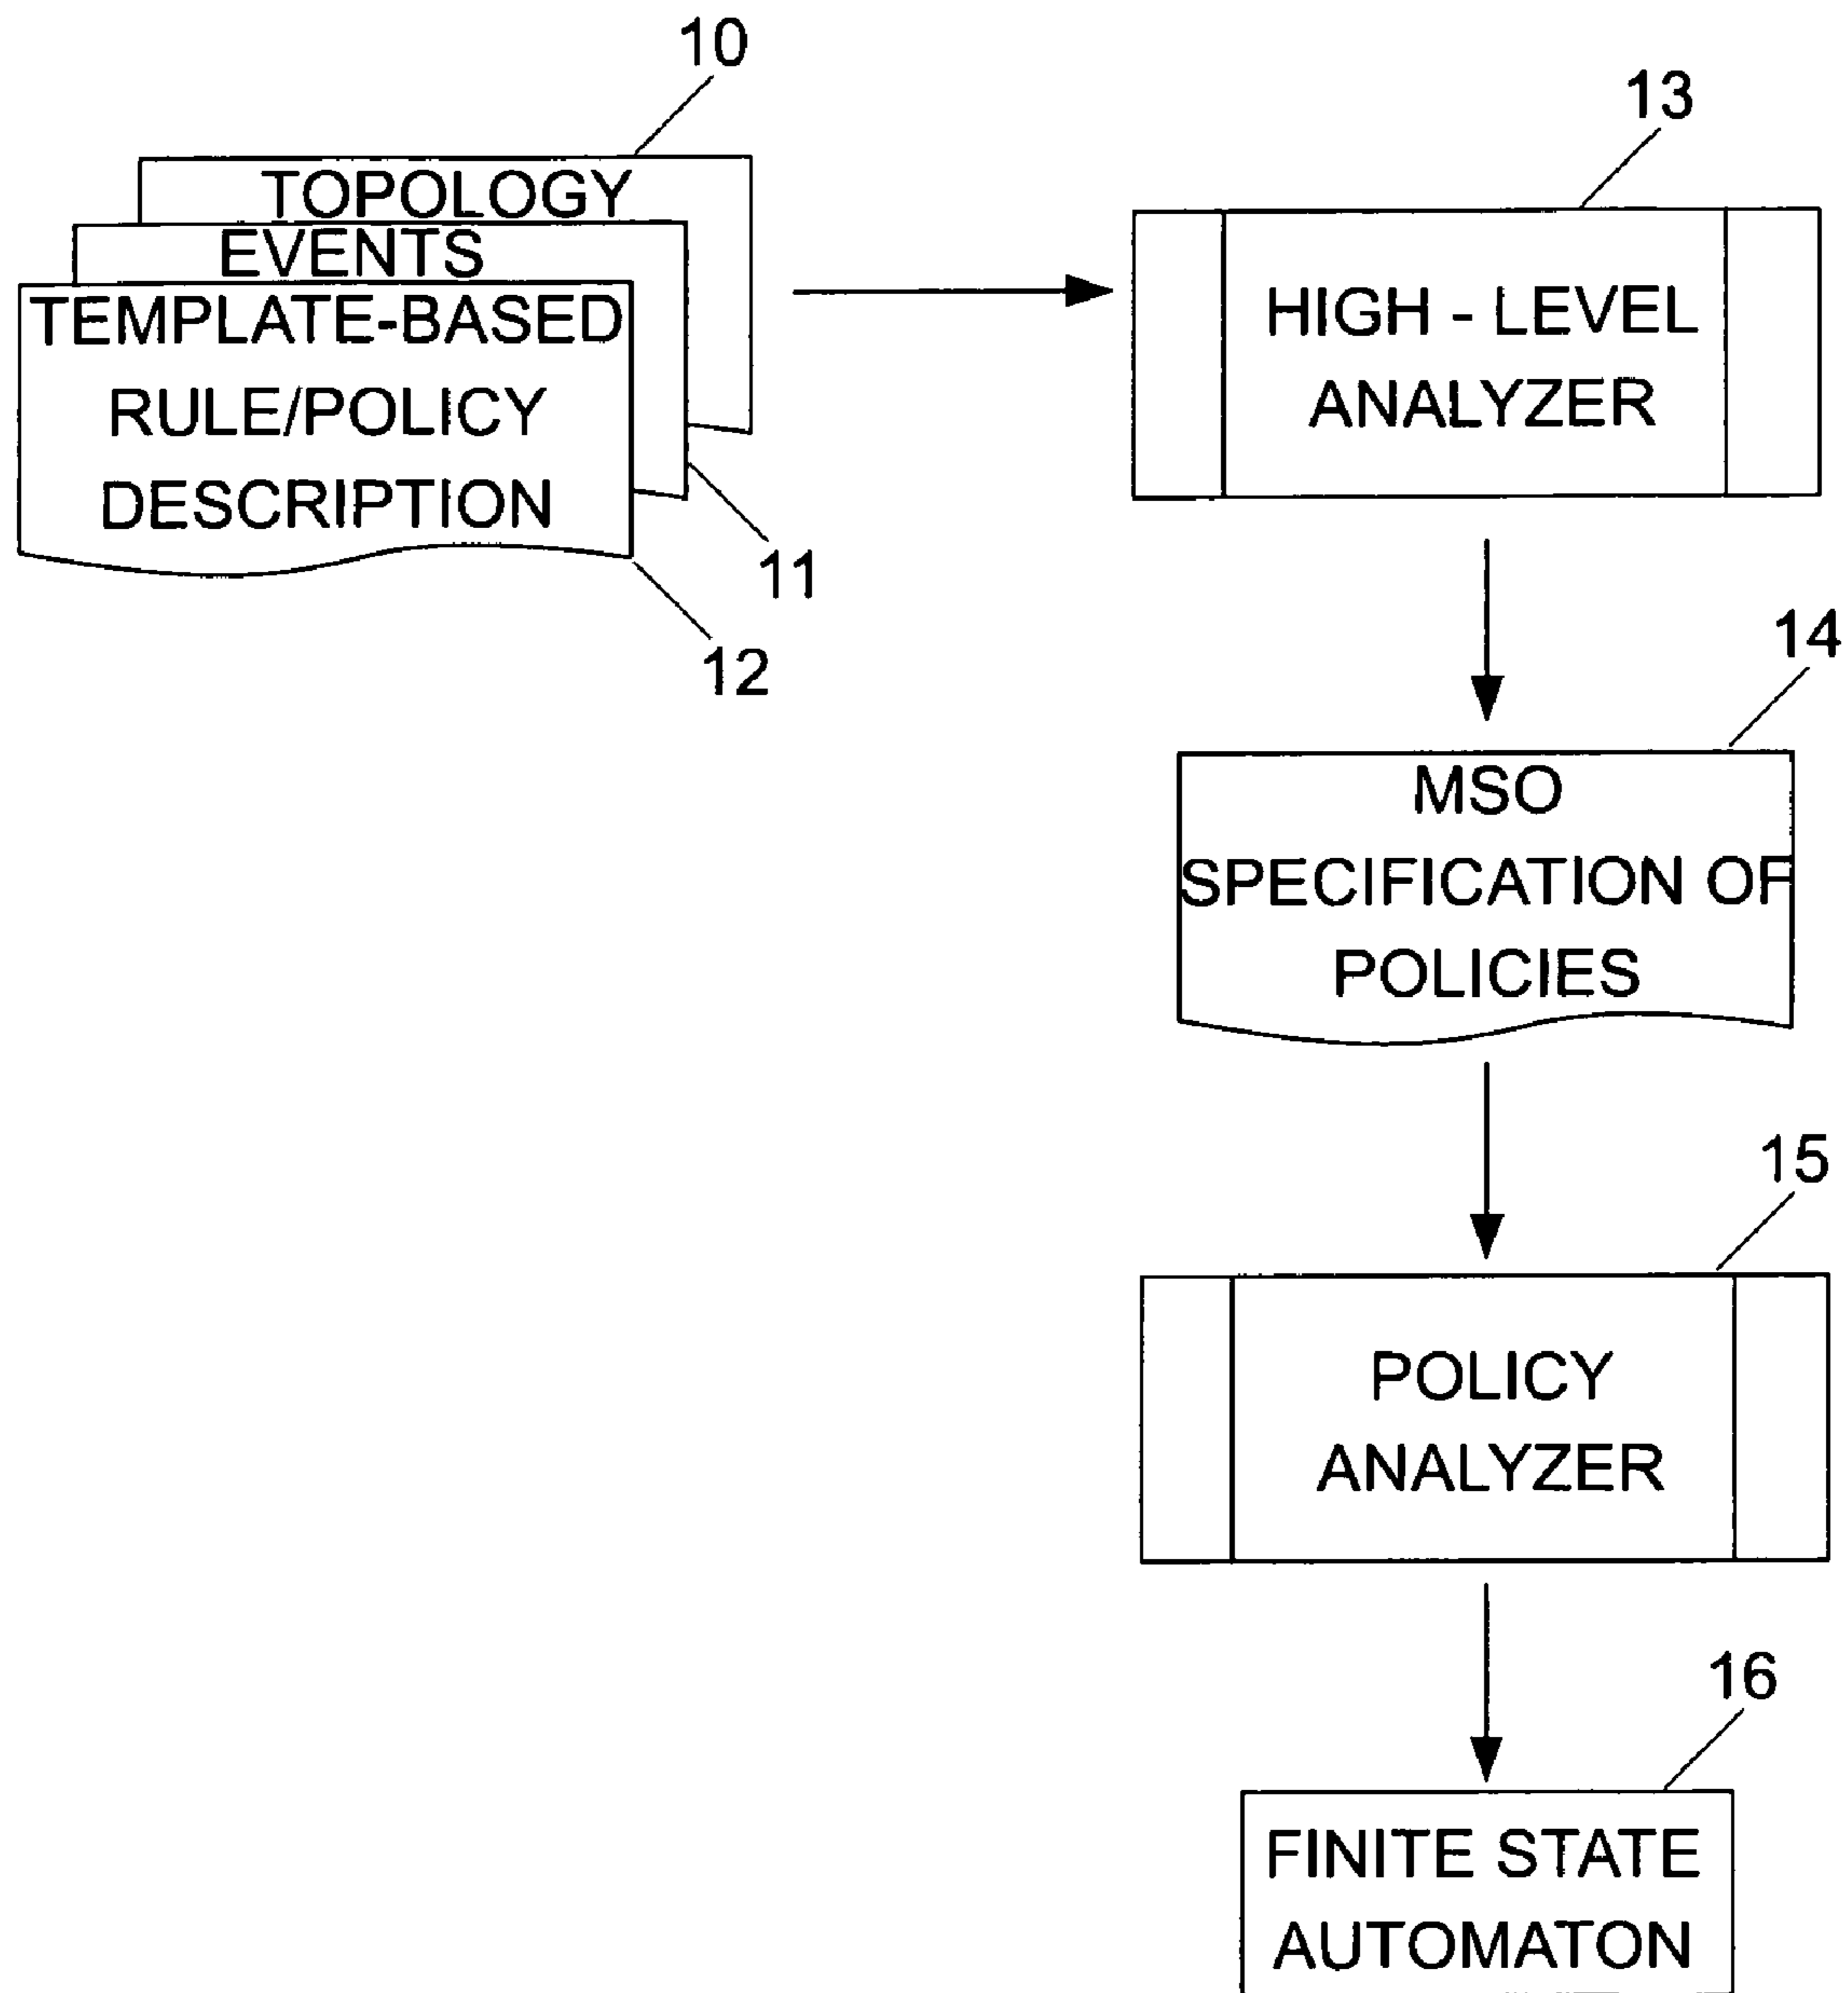 10
TOPOLOGY
EVENTS
TEMPLATE-BASED
RULE/POLICY
DESCRIPTION
11
12
13
HIGH - LEVEL
ANALYZER
14
MSO
SPECIFICATION OF
POLICIES
15
POLICY
ANALYZER
16
FINITE STATE
AUTOMATON